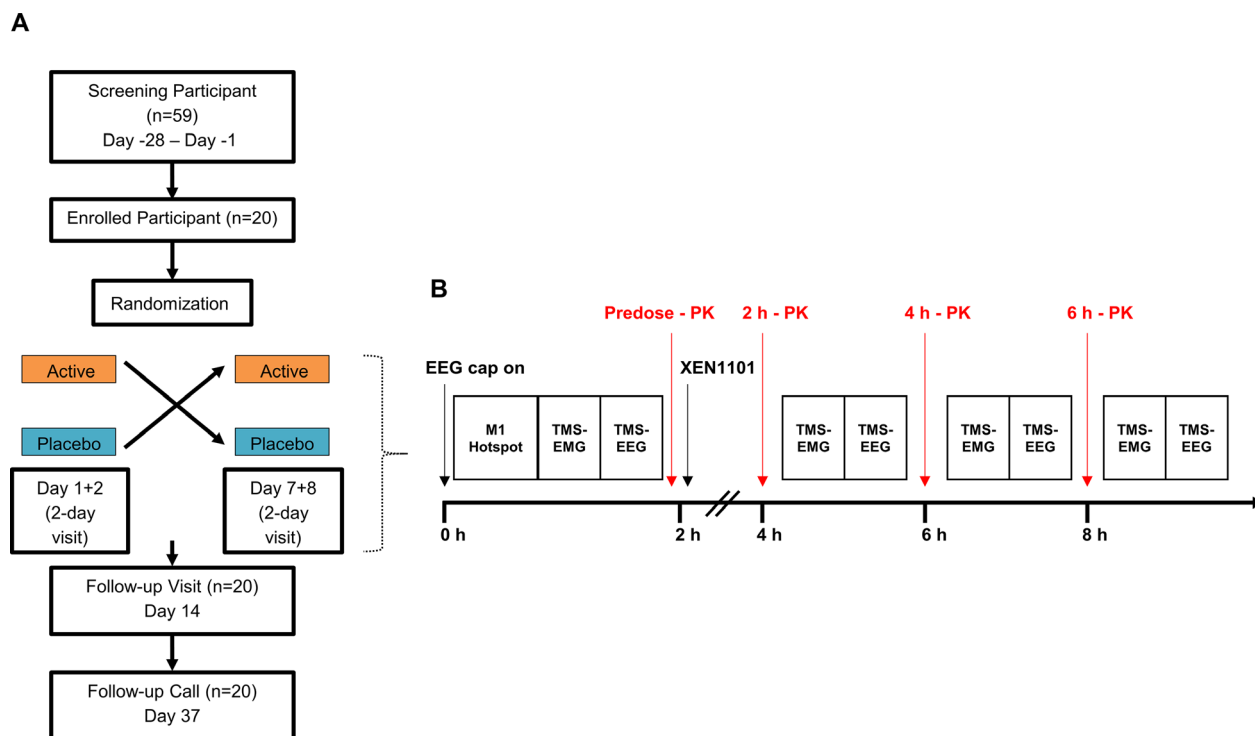 A
Screening Participant
(n=59)
Day -28 – Day -1
Enrolled Participant (n=20)
Randomization
Active
Active
Placebo
Placebo
Day 1+2
(2-day
visit)
Day 7+8
(2-day
visit)
Follow-up Visit (n=20)
Day 14
Follow-up Call (n=20)
Day 37
B
Predose - PK
2 h - PK
4 h - PK
6 h - PK
EEG cap on
XEN1101
M1
Hotspot
TMS-
EMG
TMS-
EEG
TMS-
EMG
TMS-
EEG
TMS-
EMG
TMS-
EEG
TMS-
EMG
TMS-
EEG
0 h
2 h
4 h
6 h
8 h